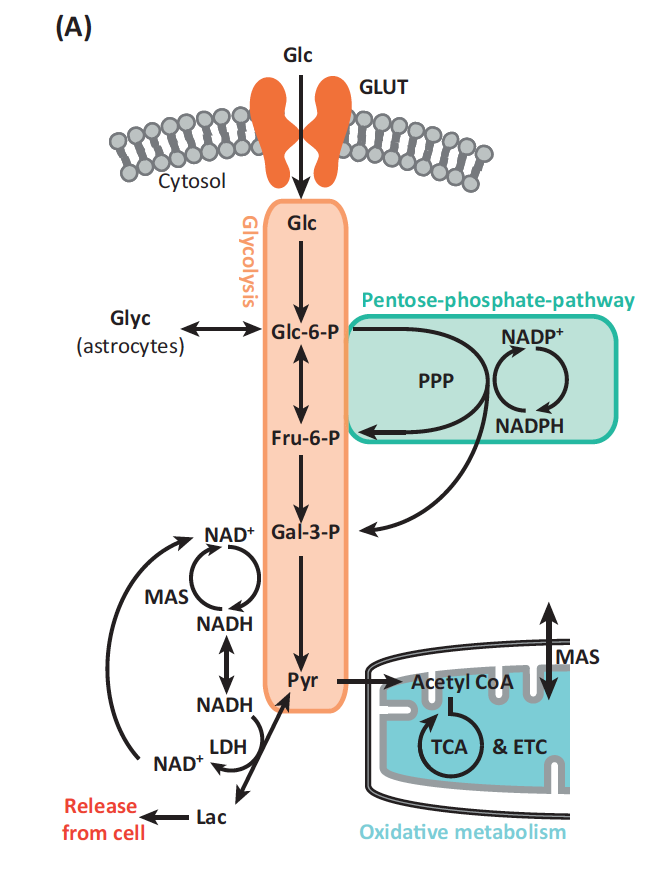 (A)
Glc
GLUT
Cytosol
Glycolysis
Glc
Pentose-phosphate-pathway
Glyc
(astrocytes)
Glc-6-P
NADP+
PPP
NADPH
Fru-6-P
NAD+
Gal-3-P
MAS
NADH
MAS
Pyr
Acetyl CoA
NADH
LDH
TCA & ETC
NAD+
Release
from cell
Lac
Oxidative metabolism